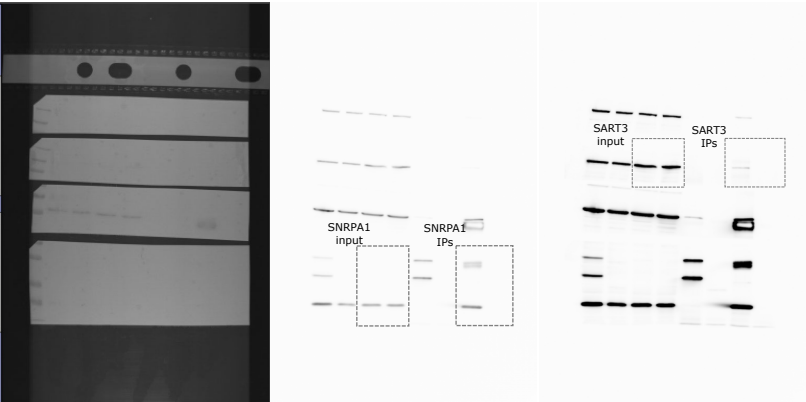 SNRPA1
input
SNRPA1
IPs
SART3
input
SART3
IPs